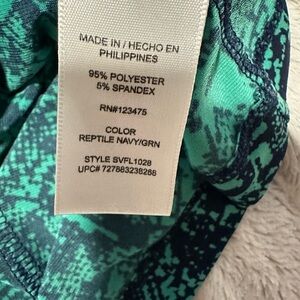 MADE IN / HECHO EN
PHILIPPINES
95% POLYESTER
5% SPANDEX
RN#123475
COLOR
REPTILE NAVY/GRN
STYLE SVFL1028
UPC# 727883238288